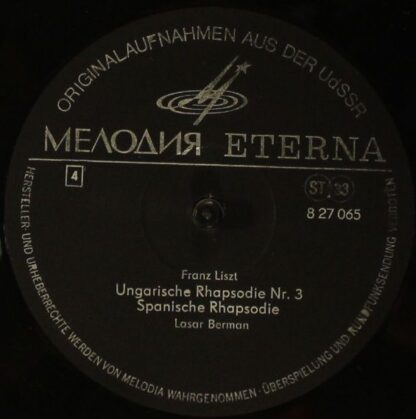 ORIGINALAUFNAHMEN AUS DER UdSSR
МЕЛОДИЯ ETERNA
4
ST 33
8 27 065
Franz Liszt
Ungarische Rhapsodie Nr. 3
Spanische Rhapsodie
Lasar Berman
HERSTELLER- UND URHEBERRECHTE WERDEN VON MELODIA WAHRGENOMMEN · ÜBERSPIELUNG UND RUNDFUNKSENDUNG VERBOTEN